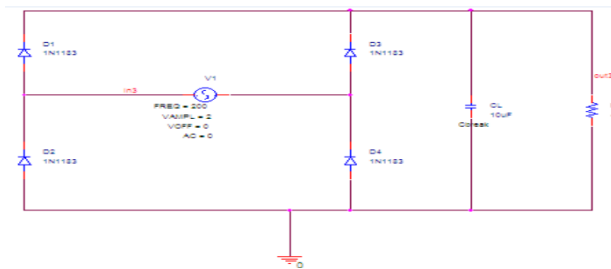 D1
1N1183
D3
1N1183
V1
in3
FREQ = 200
VAMPL = 2
VOFF = 0
AC = 0
CL
10uF
Cbreak
D2
1N1183
D4
1N1183
0